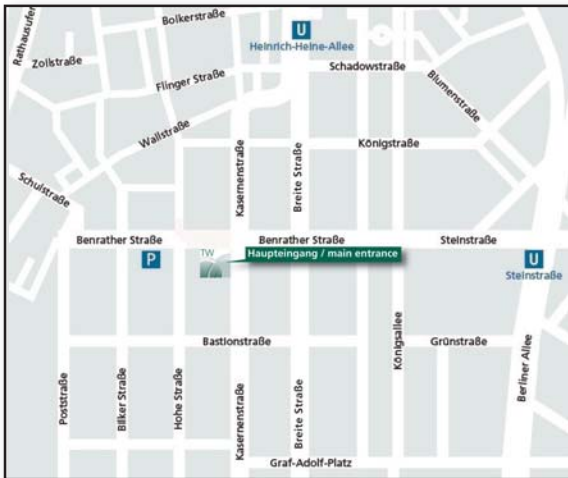 Rathausufer
Bolkerstraße
U
Heinrich-Heine-Allee
Zollstraße
Flinger Straße
Schadowstraße
Blumenstraße
Wallstraße
Königstraße
Schulstraße
Kasernenstraße
Breite Straße
Benrather Straße
Benrather Straße
Steinstraße
TW
Haupteingang / main entrance
P
U
Steinstraße
Bastionstraße
Königsallee
Grünstraße
Berliner Allee
Poststraße
Bilker Straße
Hohe Straße
Kasernenstraße
Breite Straße
Graf-Adolf-Platz